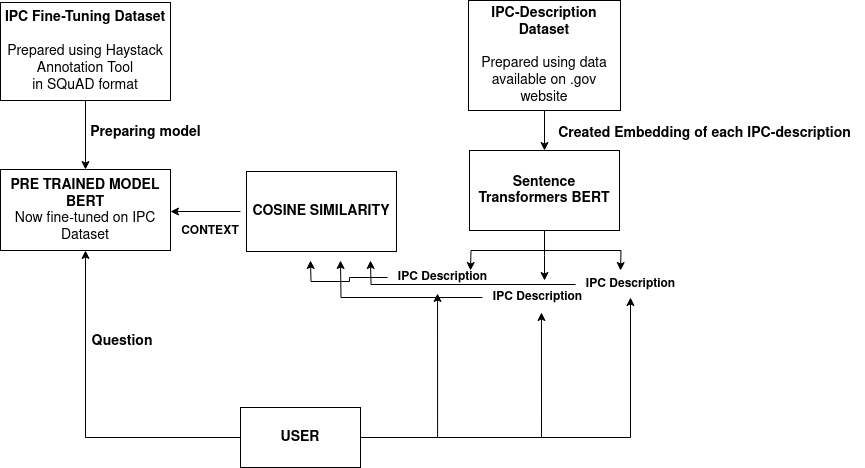 IPC Fine-Tuning Dataset
Prepared using Haystack
Annotation Tool
in SQuAD format
IPC-Description
Dataset
Prepared using data
available on .gov
website
Preparing model
Created Embedding of each IPC-description
PRE TRAINED MODEL
BERT
Now fine-tuned on IPC
Dataset
CONTEXT
COSINE SIMILARITY
Sentence
Transformers BERT
IPC Description
IPC Description
IPC Description
Question
USER